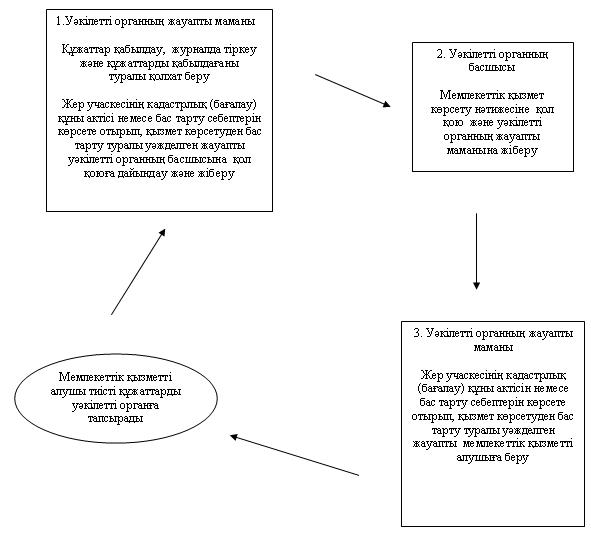 1.Уәкілетті органның жауапты маманы
Құжаттар қабылдау, журналда тіркеу
және құжаттарды қабылдағаны
туралы қолхат беру
Жер учаскесінің кадастрлық (бағалау)
құны актісі немесе бас тарту себептерін
көрсете отырып, қызмет көрсетуден бас
тарту туралы уәжделген жауапты
уәкілетті органның басшысына қол
қоюға дайындау және жіберу
2. Уәкілетті органның
басшысы
Мемлекеттік қызмет
көрсету нәтижесіне қол
қою және уәкілетті
органның жауапты
маманына жіберу
3. Уәкілетті органның жауапты
маманы
Жер учаскесінің кадастрлық
(бағалау) құны актісін немесе
бас тарту себептерін көрсете
отырып, қызмет көрсетуден бас
тарту туралы уәжделген
жауапты мемлекеттік қызметті
алушыға беру
Мемлекеттік қызметті
алушы тиісті құжаттарды
уәкілетті органға
тапсырады